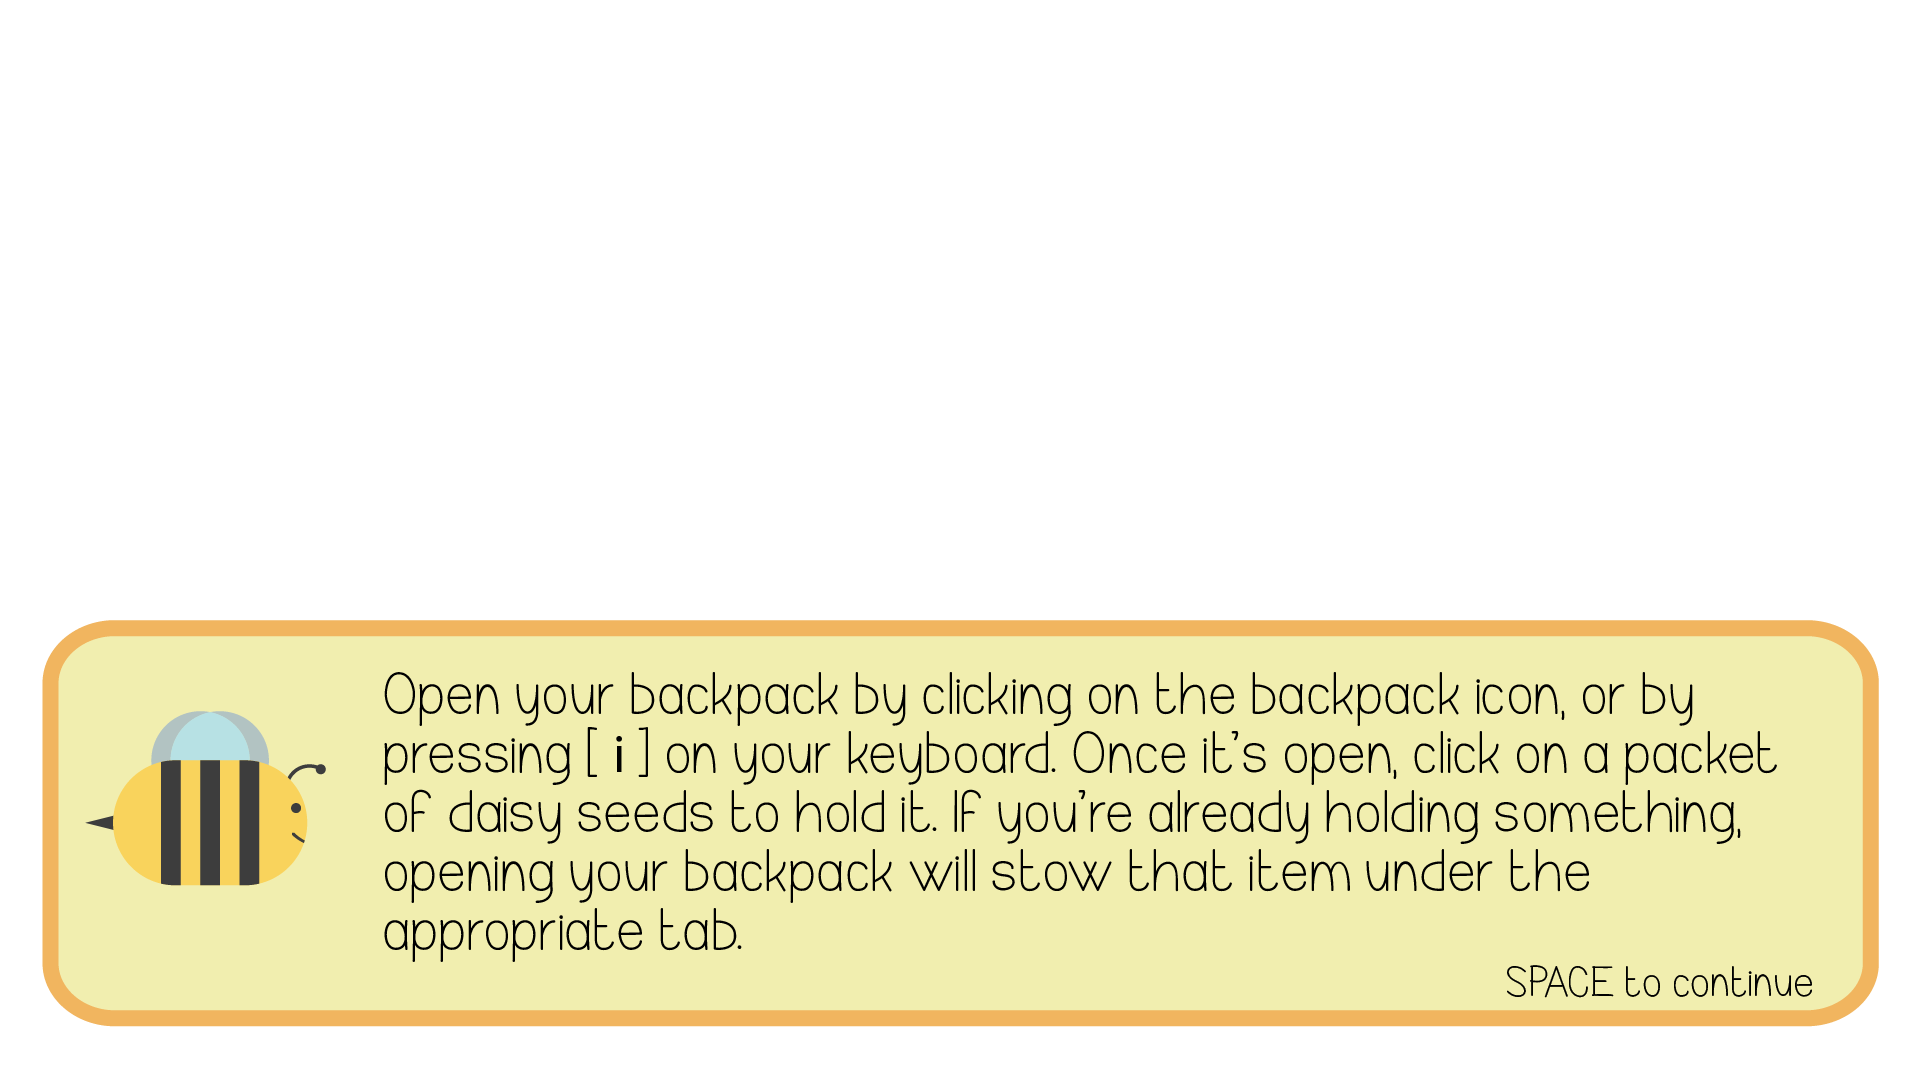 Open your backpack by clicking on the backpack icon, or by
pressing [ i ] on your keyboard. Once it's open, click on a packet
of daisy seeds to hold it. If you're already holding something,
opening your backpack will stow that item under the
appropriate tab.
SPACE to continue